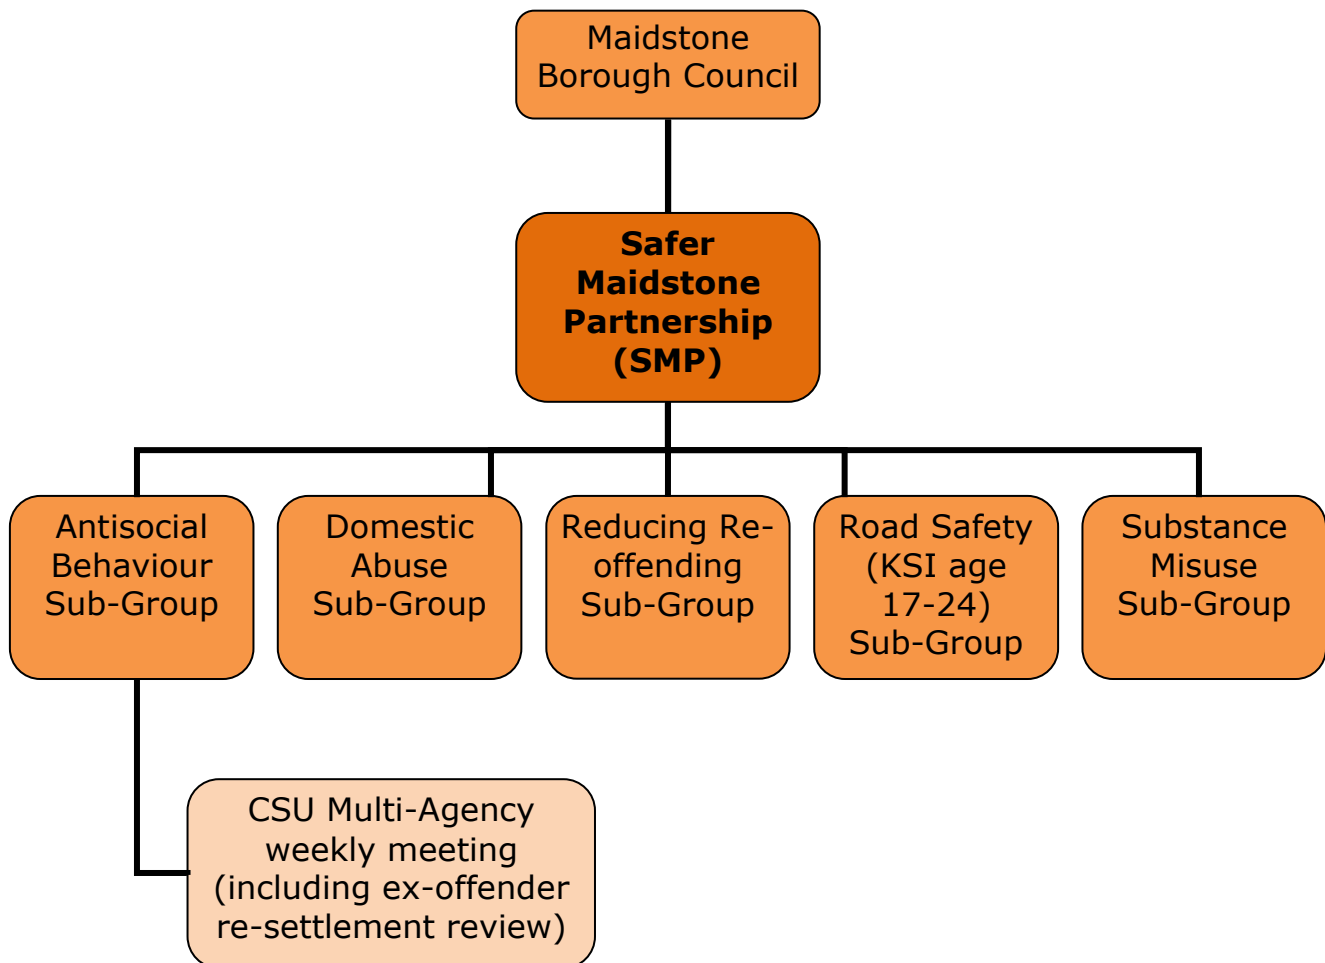 Maidstone
Borough Council
Safer
Maidstone
Partnership
(SMP)
Antisocial
Behaviour
Sub-Group
Domestic
Abuse
Sub-Group
Reducing Re-
offending
Sub-Group
Road Safety
(KSI age
17-24)
Sub-Group
Substance
Misuse
Sub-Group
CSU Multi-Agency
weekly meeting
(including ex-offender
re-settlement review)